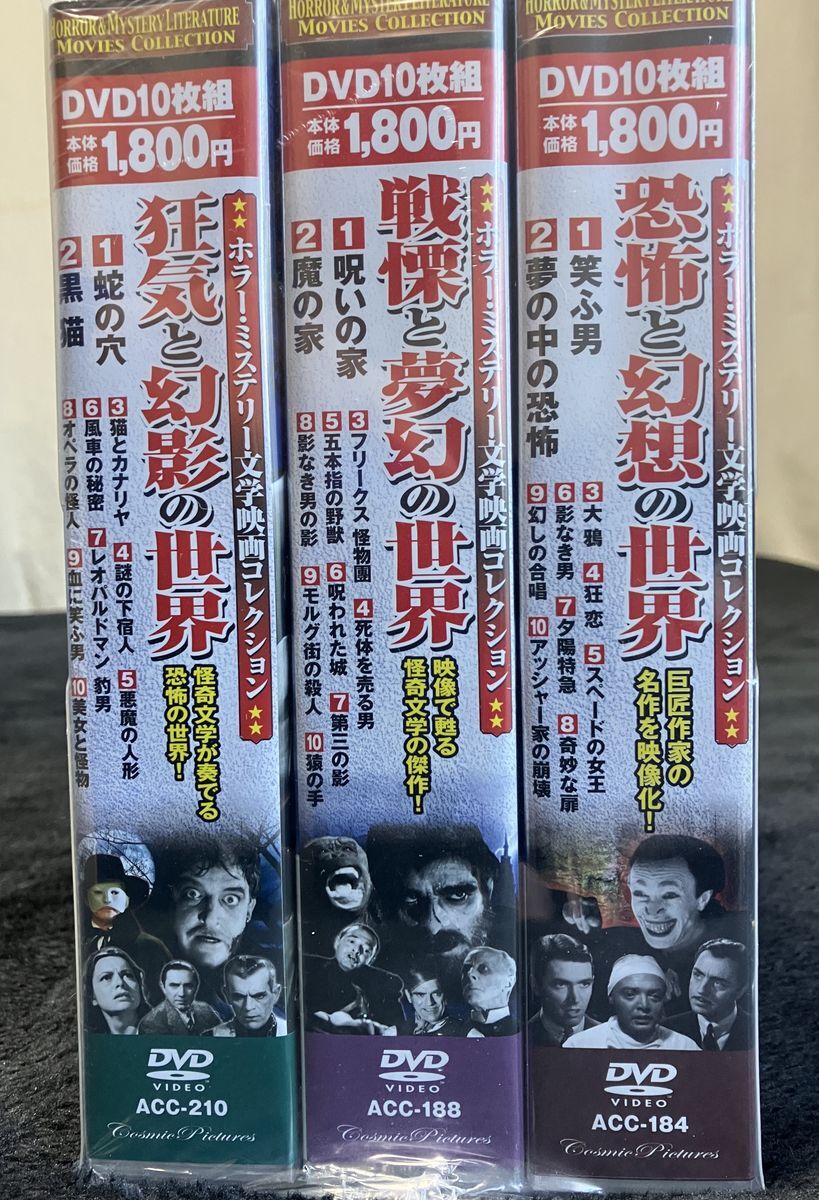 HORROR & MYSTERY LITERATURE
MOVIES COLLECTION
DVD10枚組
本体価格 1,800円
★★ホラー・ミステリー文学映画コレクション★★
狂気と幻影の世界
怪奇文学が奏でる
恐怖の世界!
1 蛇の穴
2 黒猫
3 猫とカナリヤ
4 謎の下宿人
5 悪魔の人形
6 風車の秘密
7 レオパルドマン 豹男
8 オペラの怪人
9 血に笑ふ男
10 美女と怪物
DVD
VIDEO
ACC-210
Cosmic Pictures
HORROR & MYSTERY LITERATURE
MOVIES COLLECTION
DVD10枚組
本体価格 1,800円
★★ホラー・ミステリー文学映画コレクション★★
戦慄と夢幻の世界
映像で甦る
怪奇文学の傑作!
1 呪いの家
2 魔の家
3 フリークス 怪物團
4 死体を売る男
5 五本指の野獣
6 呪われた城
7 第三の影
8 影なき男の影
9 モルグ街の殺人
10 猿の手
DVD
VIDEO
ACC-188
Cosmic Pictures
HORROR & MYSTERY LITERATURE
MOVIES COLLECTION
DVD10枚組
本体価格 1,800円
★★ホラー・ミステリー文学映画コレクション★★
恐怖と幻想の世界
巨匠作家の
名作を映像化!
1 笑ふ男
2 夢の中の恐怖
3 大鴉
4 狂恋
5 スペードの女王
6 影なき男
7 夕陽特急
8 奇妙な扉
9 幻しの合唱
10 アッシャー家の崩壊
DVD
VIDEO
ACC-184
Cosmic Pictures